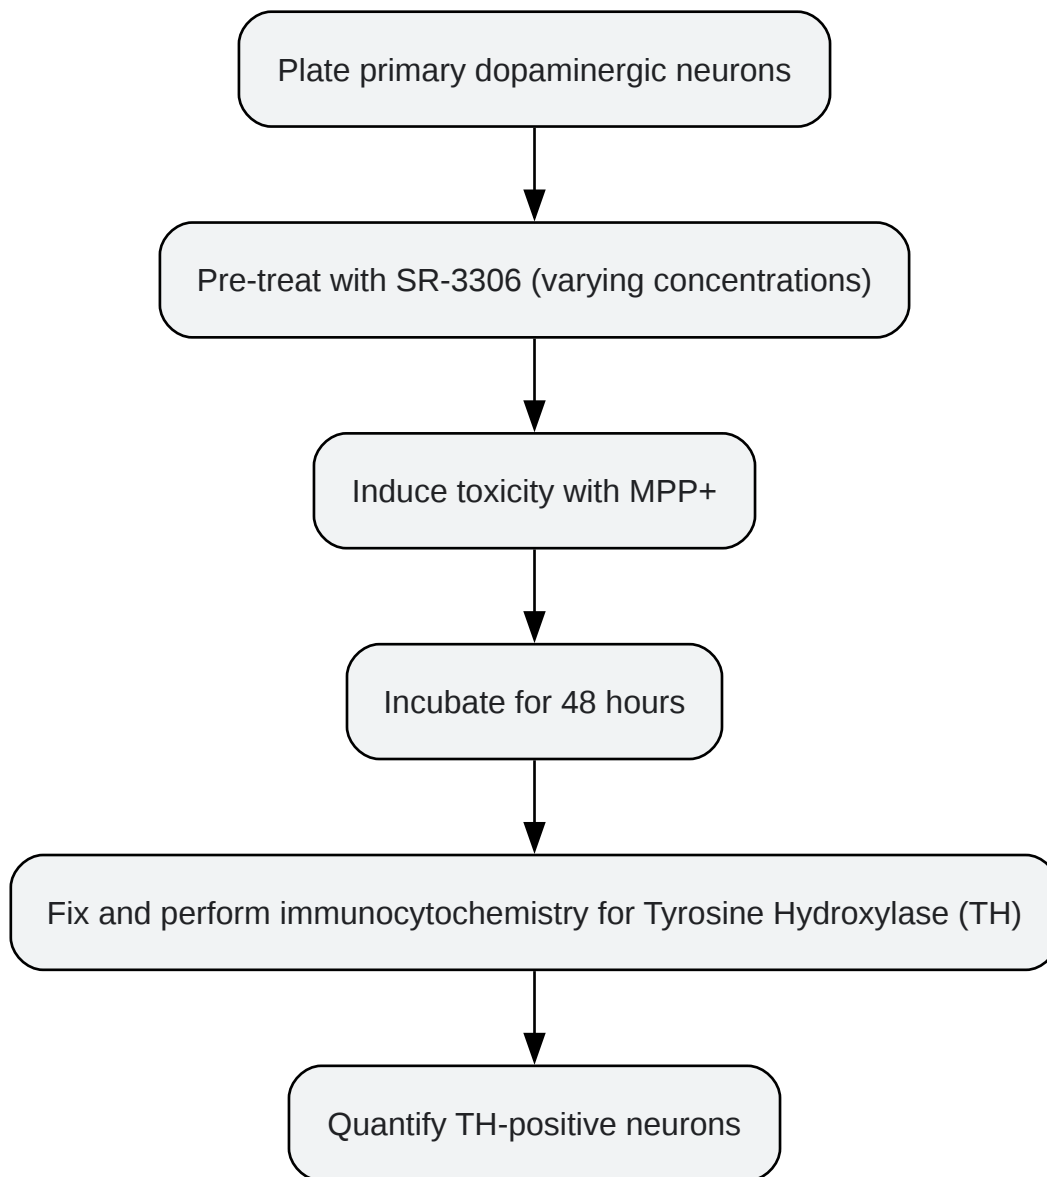 Plate primary dopaminergic neurons
Pre-treat with SR-3306 (varying concentrations)
Induce toxicity with MPP+
Incubate for 48 hours
Fix and perform immunocytochemistry for Tyrosine Hydroxylase (TH)
Quantify TH-positive neurons